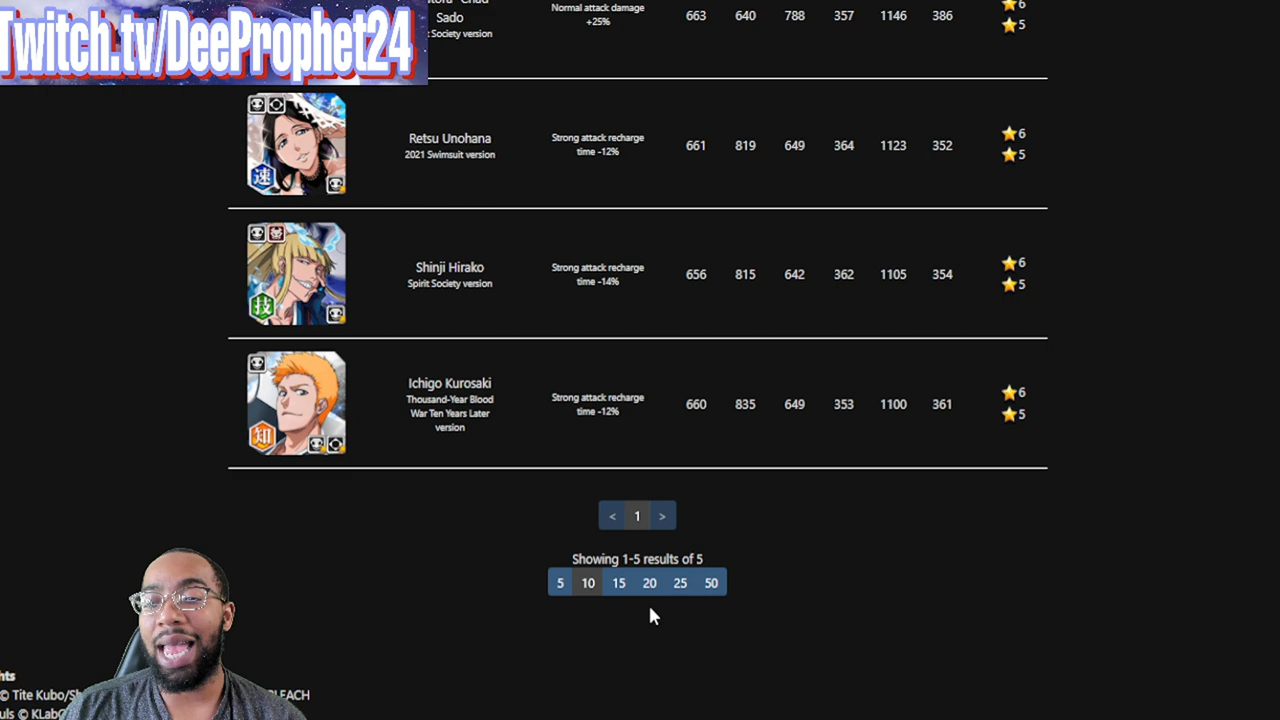 Twitch.tv/DeeProphet24
Sado
Society version
Normal attack damage
+25%
663 640 788 357 1146 386
6
5
速
Retsu Unohana
2021 Swimsuit version
Strong attack recharge
time -12%
661 819 649 364 1123 352
6
5
技
Shinji Hirako
Spirit Society version
Strong attack recharge
time -14%
656 815 642 362 1105 354
6
5
知
Ichigo Kurosaki
Thousand-Year Blood
War Ten Years Later
version
Strong attack recharge
time -12%
660 835 649 353 1100 361
6
5
< 1 >
Showing 1-5 results of 5
5 10 15 20 25 50
© Tite Kubo/